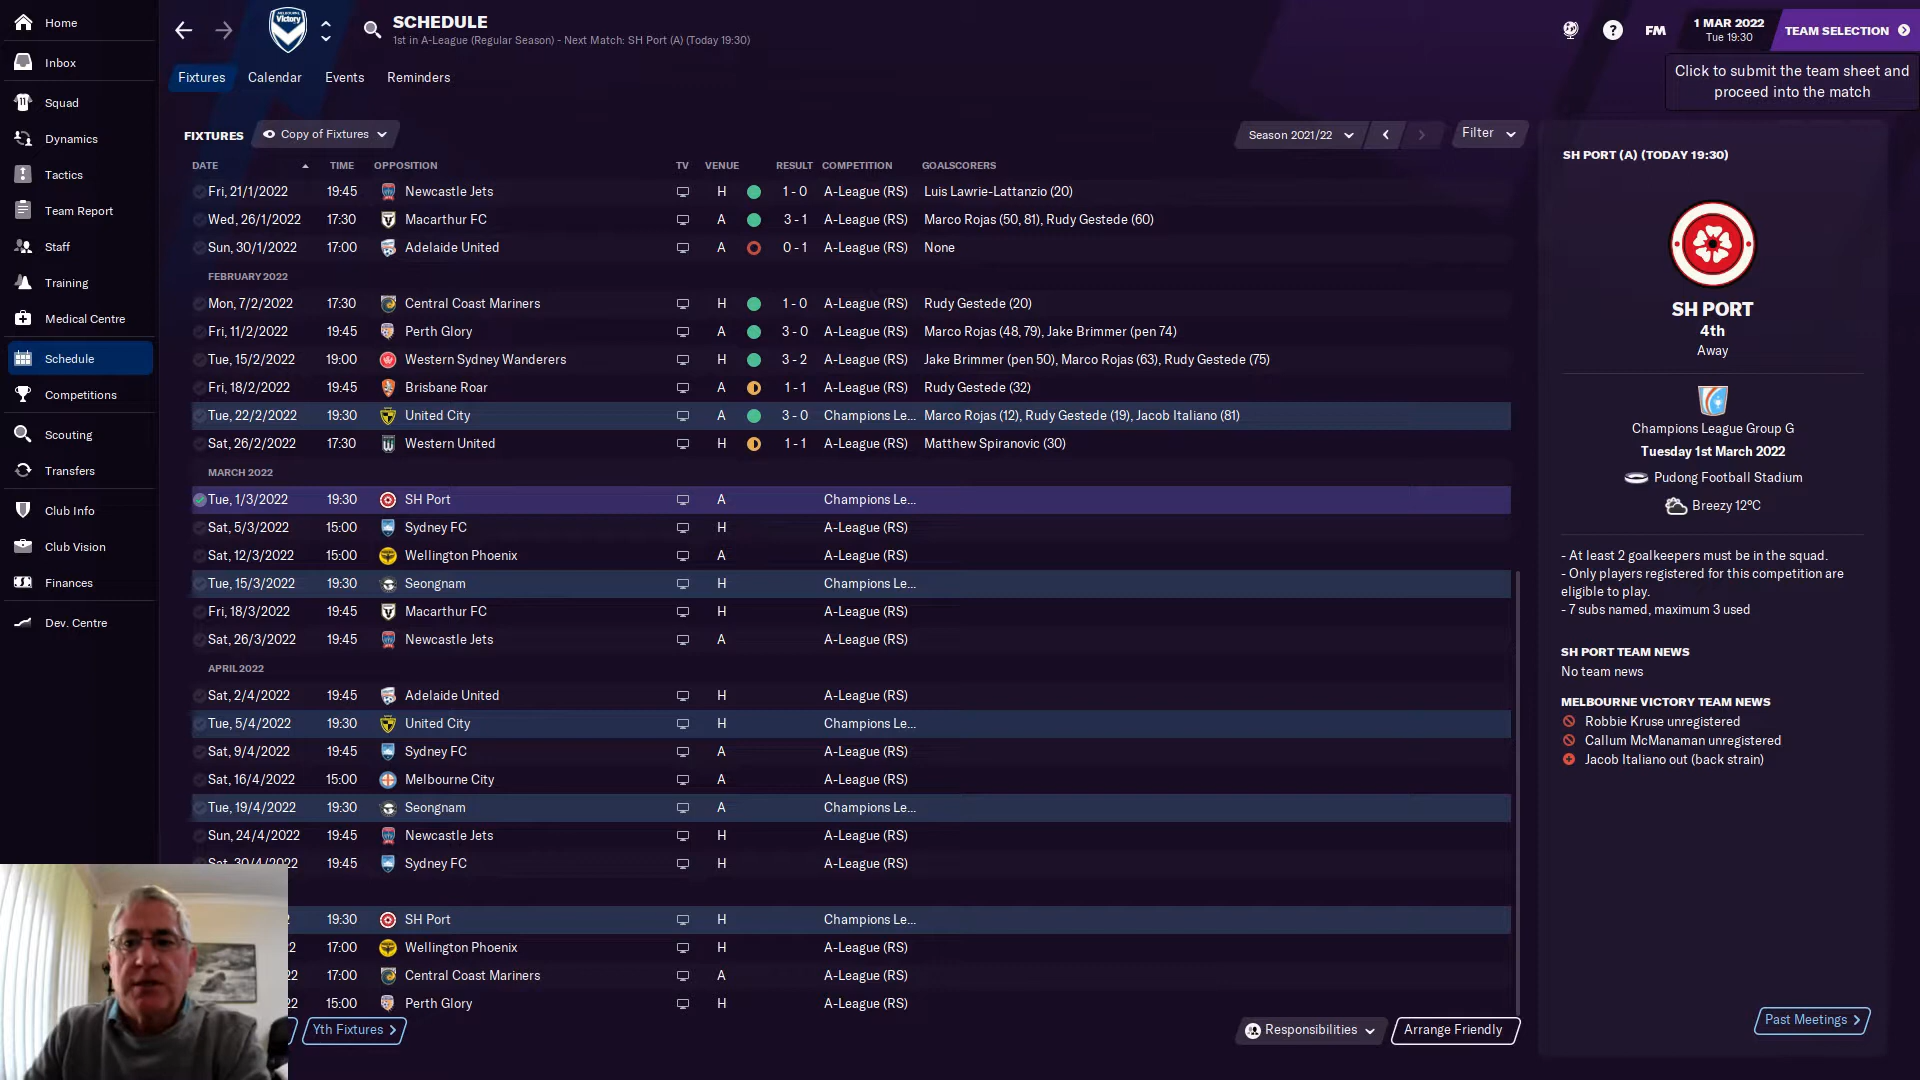 Home
Inbox
Squad
Dynamics
Tactics
Team Report
Staff
Training
Medical Centre
Schedule
Competitions
Scouting
Transfers
Club Info
Club Vision
Finances
Dev. Centre
Victory
SCHEDULE
1st in A-League (Regular Season) - Next Match: SH Port (A) (Today 19:30)
FM
1 MAR 2022
Tue 19:30
TEAM SELECTION
Click to submit the team sheet and
proceed into the match
Fixtures Calendar Events Reminders
FIXTURES Copy of Fixtures Season 2021/22 Filter
DATE TIME OPPOSITION TV VENUE RESULT COMPETITION GOALSCORERS
Fri, 21/1/2022 19:45 Newcastle Jets H 1 - 0 A-League (RS) Luis Lawrie-Lattanzio (20)
Wed, 26/1/2022 17:30 Macarthur FC A 3 - 1 A-League (RS) Marco Rojas (50, 81), Rudy Gestede (60)
Sun, 30/1/2022 17:00 Adelaide United A 0 - 1 A-League (RS) None
FEBRUARY 2022
Mon, 7/2/2022 17:30 Central Coast Mariners H 1 - 0 A-League (RS) Rudy Gestede (20)
Fri, 11/2/2022 19:45 Perth Glory A 3 - 0 A-League (RS) Marco Rojas (48, 79), Jake Brimmer (pen 74)
Tue, 15/2/2022 19:00 Western Sydney Wanderers H 3 - 2 A-League (RS) Jake Brimmer (pen 50), Marco Rojas (63), Rudy Gestede (75)
Fri, 18/2/2022 19:45 Brisbane Roar A 1 - 1 A-League (RS) Rudy Gestede (32)
Tue, 22/2/2022 19:30 United City A 3 - 0 Champions Le... Marco Rojas (12), Rudy Gestede (19), Jacob Italiano (81)
Sat, 26/2/2022 17:30 Western United H 1 - 1 A-League (RS) Matthew Spiranovic (30)
MARCH 2022
Tue, 1/3/2022 19:30 SH Port A Champions Le...
Sat, 5/3/2022 15:00 Sydney FC H A-League (RS)
Sat, 12/3/2022 15:00 Wellington Phoenix A A-League (RS)
Tue, 15/3/2022 19:30 Seongnam H Champions Le...
Fri, 18/3/2022 19:45 Macarthur FC H A-League (RS)
Sat, 26/3/2022 19:45 Newcastle Jets A A-League (RS)
APRIL 2022
Sat, 2/4/2022 19:45 Adelaide United H A-League (RS)
Tue, 5/4/2022 19:30 United City H Champions Le...
Sat, 9/4/2022 19:45 Sydney FC A A-League (RS)
Sat, 16/4/2022 15:00 Melbourne City A A-League (RS)
Tue, 19/4/2022 19:30 Seongnam A Champions Le...
Sun, 24/4/2022 19:45 Newcastle Jets H A-League (RS)
Sat, 30/4/2022 19:45 Sydney FC H A-League (RS)
19:30 SH Port H Champions Le...
17:00 Wellington Phoenix H A-League (RS)
17:00 Central Coast Mariners A A-League (RS)
15:00 Perth Glory H A-League (RS)
Yth Fixtures Responsibilities Arrange Friendly
SH PORT (A) (TODAY 19:30)
SH PORT
4th
Away
Champions League Group G
Tuesday 1st March 2022
Pudong Football Stadium
Breezy 12°C
- At least 2 goalkeepers must be in the squad.
- Only players registered for this competition are
eligible to play.
- 7 subs named, maximum 3 used
SH PORT TEAM NEWS
No team news
MELBOURNE VICTORY TEAM NEWS
Robbie Kruse unregistered
Callum McManaman unregistered
Jacob Italiano out (back strain)
Past Meetings